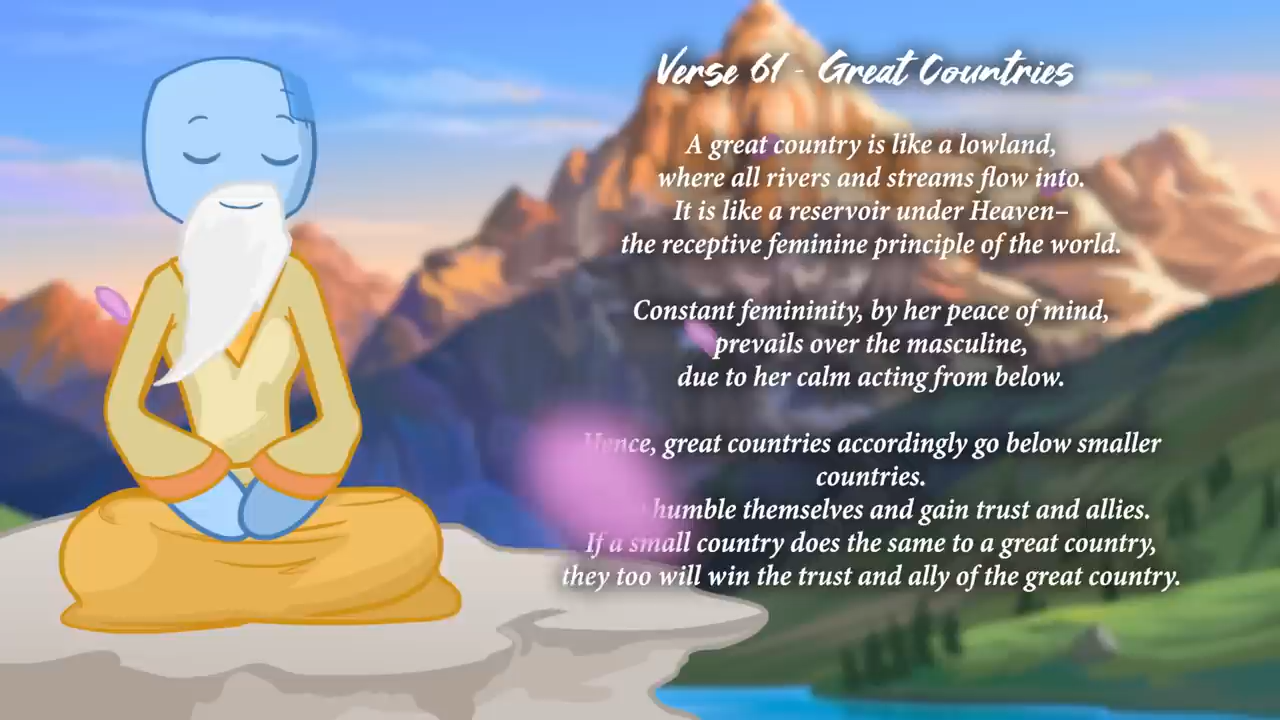 Verse 61 - Great Countries
A great country is like a lowland,
where all rivers and streams flow into.
It is like a reservoir under Heaven–
the receptive feminine principle of the world.
Constant femininity, by her peace of mind,
prevails over the masculine,
due to her calm acting from below.
Hence, great countries accordingly go below smaller
countries.
humble themselves and gain trust and allies.
If a small country does the same to a great country,
they too will win the trust and ally of the great country.